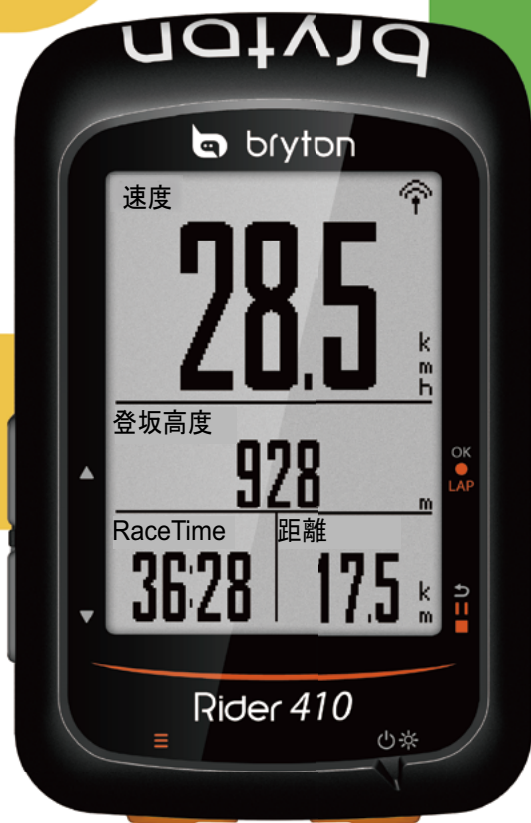 bryton
bryton
速度
28.5
kmh
登坂高度
928
m
RaceTime
距離
36:28
17.5
km
OK
LAP
Rider 410